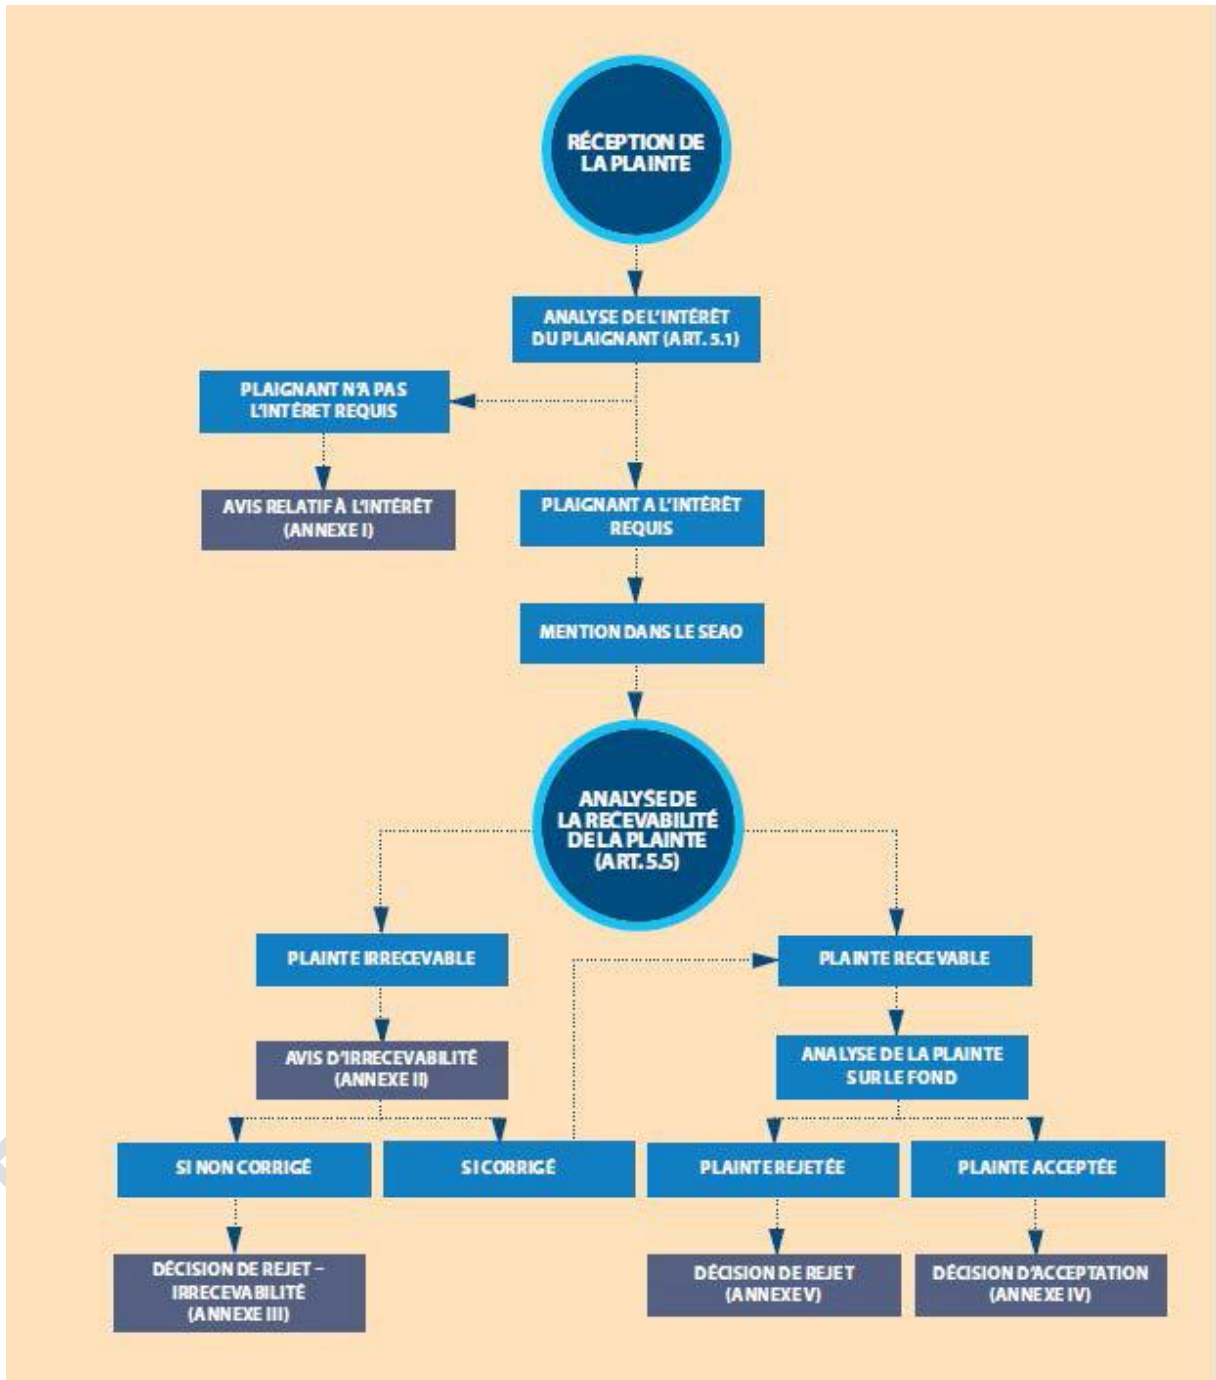 RÉCEPTION DE
LA PLAINTE
ANALYSE DE L'INTÉRÊT
DU PLAIGNANT (ART. 5.1)
PLAIGNANT N'A PAS
L'INTÉRET REQUIS
AVIS RELATIF À L'INTÉRÊT
(ANNEXE I)
PLAIGNANT A L'INTÉRÊT
REQUIS
MENTION DANS LE SEAO
ANALYSE DE
LA RECEVABILITÉ
DE LA PLAINTE
(ART. 5.5)
PLAINTE IRRECEVABLE
PLAINTE RECEVABLE
AVIS D'IRRECEVABILITÉ
(ANNEXE II)
ANALYSE DE LA PLAINTE
SUR LE FOND
SI NON CORRIGÉ
SI CORRIGÉ
PLAINTE REJETÉE
PLAINTE ACCEPTÉE
DÉCISION DE REJET –
IRRECEVABILITÉ
(ANNEXE III)
DÉCISION DE REJET
(ANNEXE V)
DÉCISION D'ACCEPTATION
(ANNEXE IV)